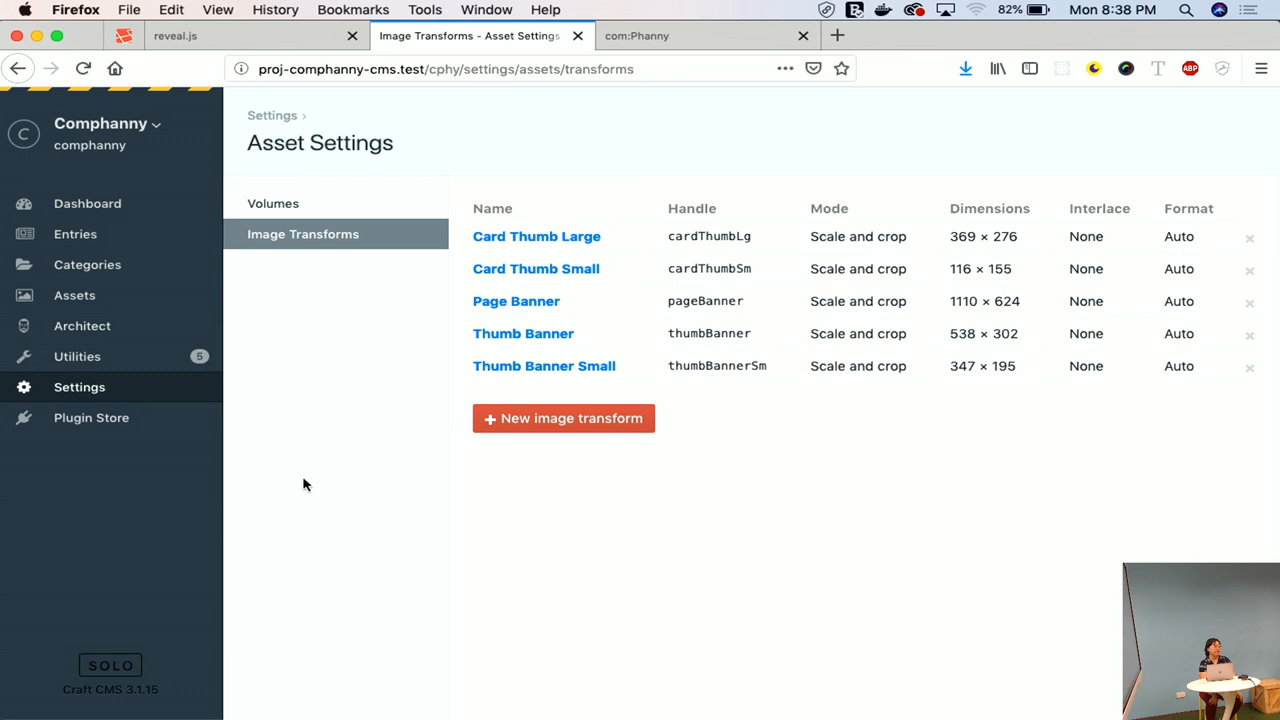 Firefox File Edit View History Bookmarks Tools Window Help 82% Mon 8:38 PM
reveal.js Image Transforms - Asset Settings com:Phanny
proj-comphanny-cms.test/cphy/settings/assets/transforms
Comphanny
comphanny
Dashboard
Entries
Categories
Assets
Architect
Utilities 5
Settings
Plugin Store
SOLO
Craft CMS 3.1.15
Settings ›
Asset Settings
Volumes
Image Transforms
Name Handle Mode Dimensions Interlace Format
Card Thumb Large cardThumbLg Scale and crop 369 × 276 None Auto
Card Thumb Small cardThumbSm Scale and crop 116 × 155 None Auto
Page Banner pageBanner Scale and crop 1110 × 624 None Auto
Thumb Banner thumbBanner Scale and crop 538 × 302 None Auto
Thumb Banner Small thumbBannerSm Scale and crop 347 × 195 None Auto
+ New image transform